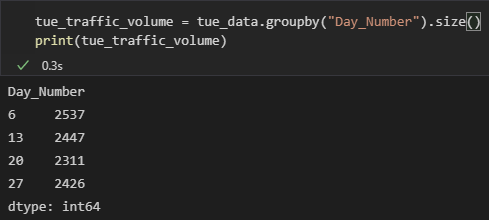 tue_traffic_volume = tue_data.groupby("Day_Number").size()
print(tue_traffic_volume)
0.3s
Day_Number
6     2537
13    2447
20    2311
27    2426
dtype: int64